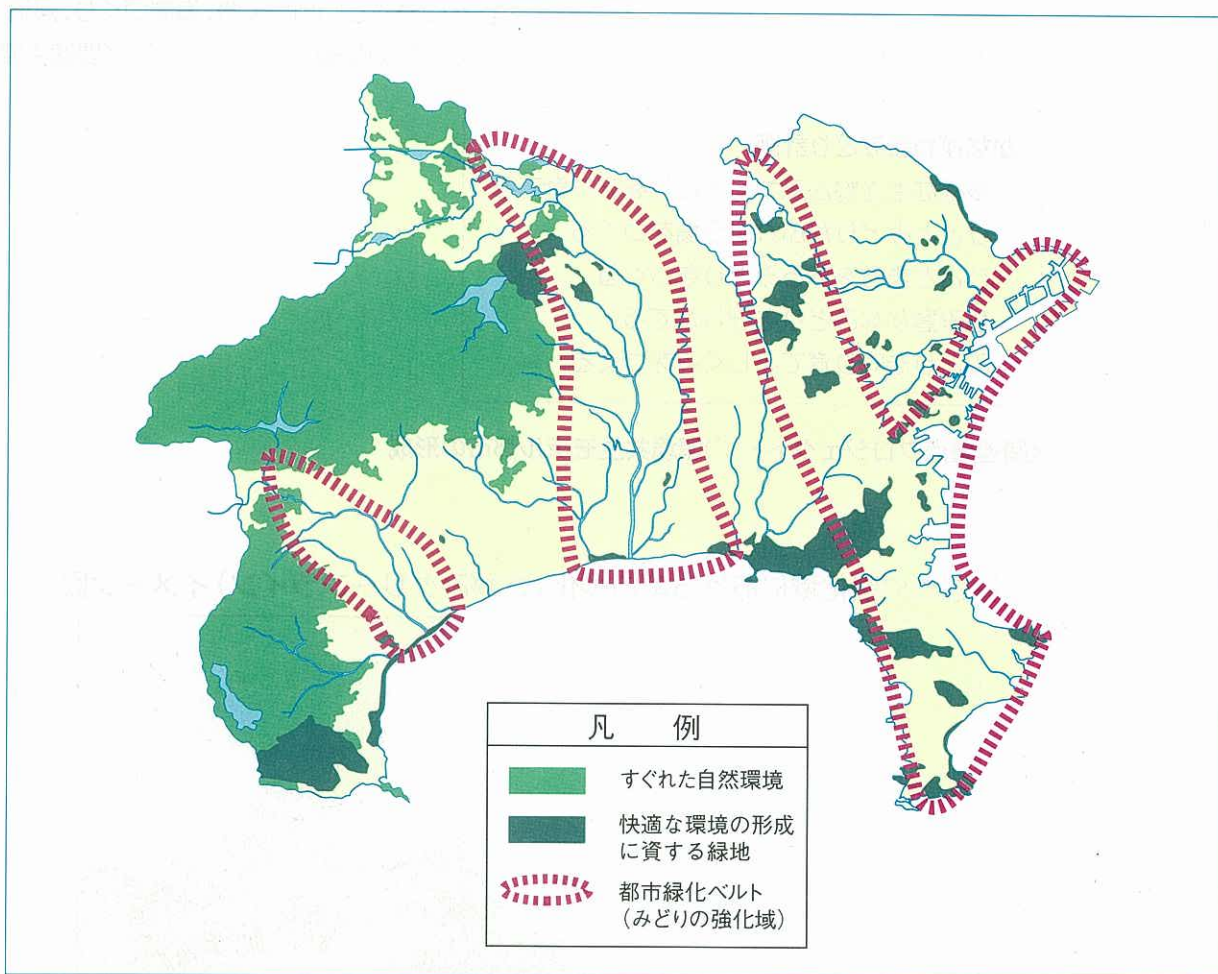 凡　例
すぐれた自然環境
快適な環境の形成
に資する緑地
都市緑化ベルト
（みどりの強化域）